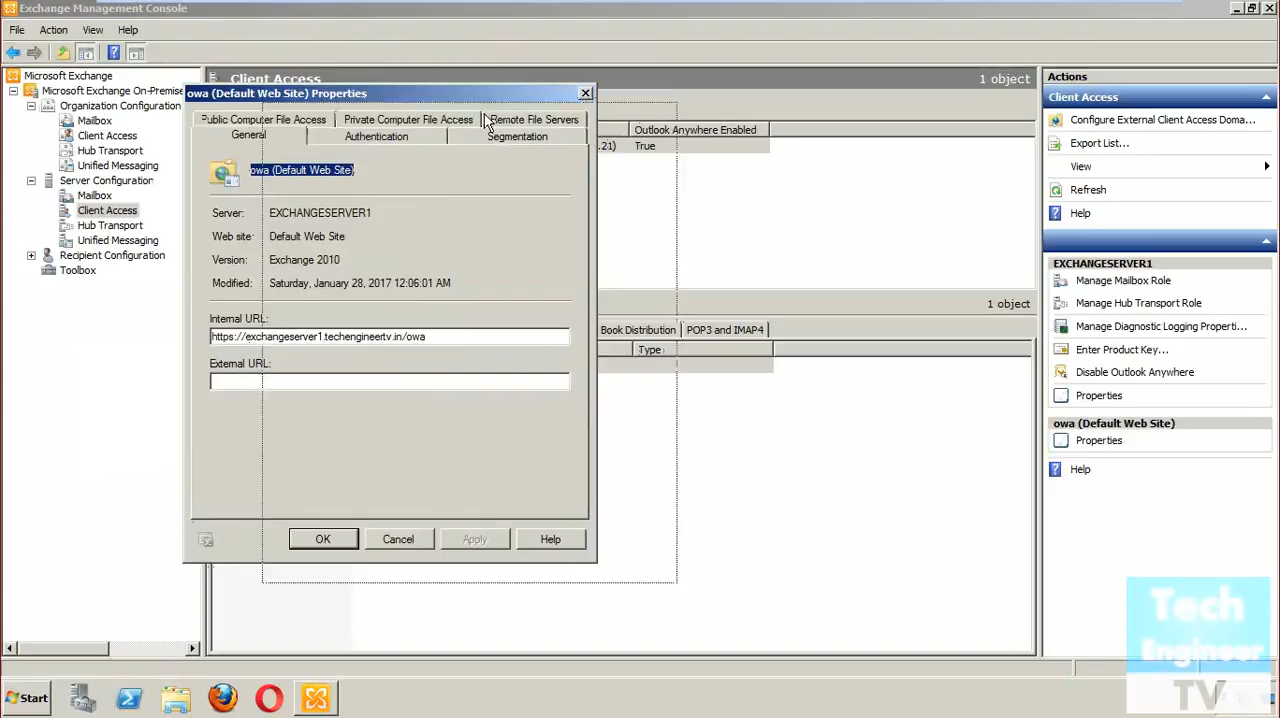 Exchange Management Console
File Action View Help
Microsoft Exchange
Microsoft Exchange On-Premise
Organization Configuration
Mailbox
Client Access
Hub Transport
Unified Messaging
Server Configuration
Mailbox
Client Access
Hub Transport
Unified Messaging
Recipient Configuration
Toolbox
Client Access 1 object
Outlook Anywhere Enabled
.21) True
1 object
Book Distribution POP3 and IMAP4
Type
owa (Default Web Site) Properties
Public Computer File Access Private Computer File Access Remote File Servers
General Authentication Segmentation
owa (Default Web Site)
Server: EXCHANGESERVER1
Web site: Default Web Site
Version: Exchange 2010
Modified: Saturday, January 28, 2017 12:06:01 AM
Internal URL:
https://exchangeserver1.techengineertv.in/owa
External URL:
OK Cancel Apply Help
Actions
Client Access
Configure External Client Access Doma...
Export List...
View
Refresh
Help
EXCHANGESERVER1
Manage Mailbox Role
Manage Hub Transport Role
Manage Diagnostic Logging Properti...
Enter Product Key...
Disable Outlook Anywhere
Properties
owa (Default Web Site)
Properties
Help
Tech
Engineer
TV
Start